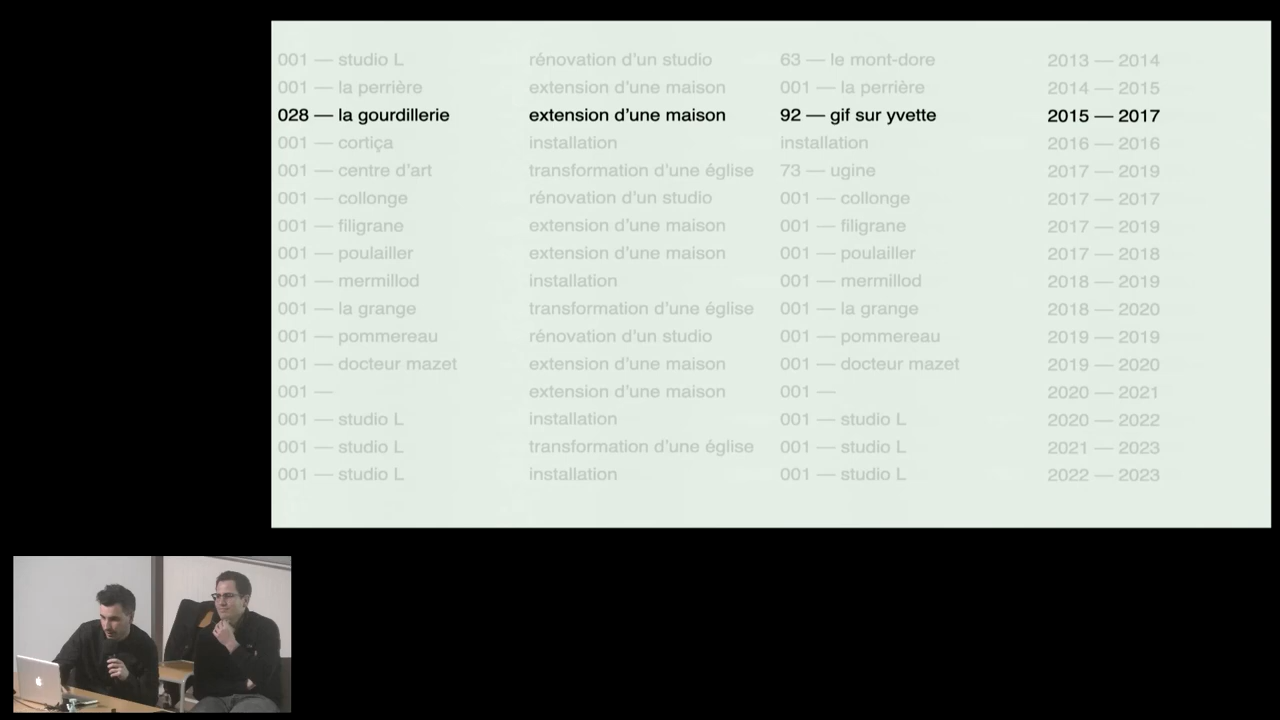 001 — studio L rénovation d'un studio 63 — le mont-dore 2013 — 2014
001 — la perrière extension d'une maison 001 — la perrière 2014 — 2015
028 — la gourdillerie extension d'une maison 92 — gif sur yvette 2015 — 2017
001 — cortiça installation installation 2016 — 2016
001 — centre d'art transformation d'une église 73 — ugine 2017 — 2019
001 — collonge rénovation d'un studio 001 — collonge 2017 — 2017
001 — filigrane extension d'une maison 001 — filigrane 2017 — 2019
001 — poulailler extension d'une maison 001 — poulailler 2017 — 2018
001 — mermillod installation 001 — mermillod 2018 — 2019
001 — la grange transformation d'une église 001 — la grange 2018 — 2020
001 — pommereau rénovation d'un studio 001 — pommereau 2019 — 2019
001 — docteur mazet extension d'une maison 001 — docteur mazet 2019 — 2020
001 — extension d'une maison 001 — 2020 — 2021
001 — studio L installation 001 — studio L 2020 — 2022
001 — studio L transformation d'une église 001 — studio L 2021 — 2023
001 — studio L installation 001 — studio L 2022 — 2023